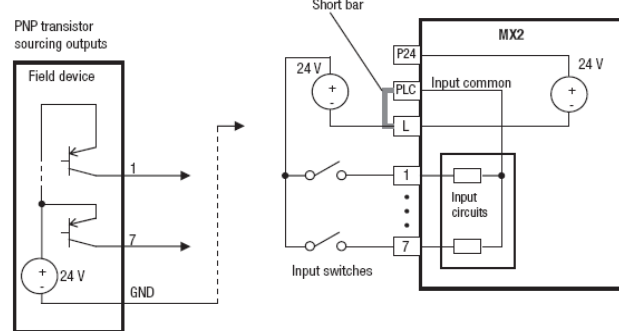 Short bar
PNP transistor
sourcing outputs
Field device
1
7
24 V
GND
24 V
Input switches
MX2
P24
PLC
L
1
7
Input common
24 V
Input
circuits